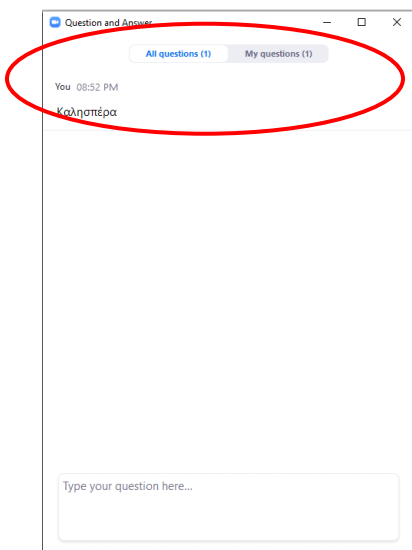 Question and Answer
All questions (1) My questions (1)
You 08:52 PM
Καλησπέρα
Type your question here...